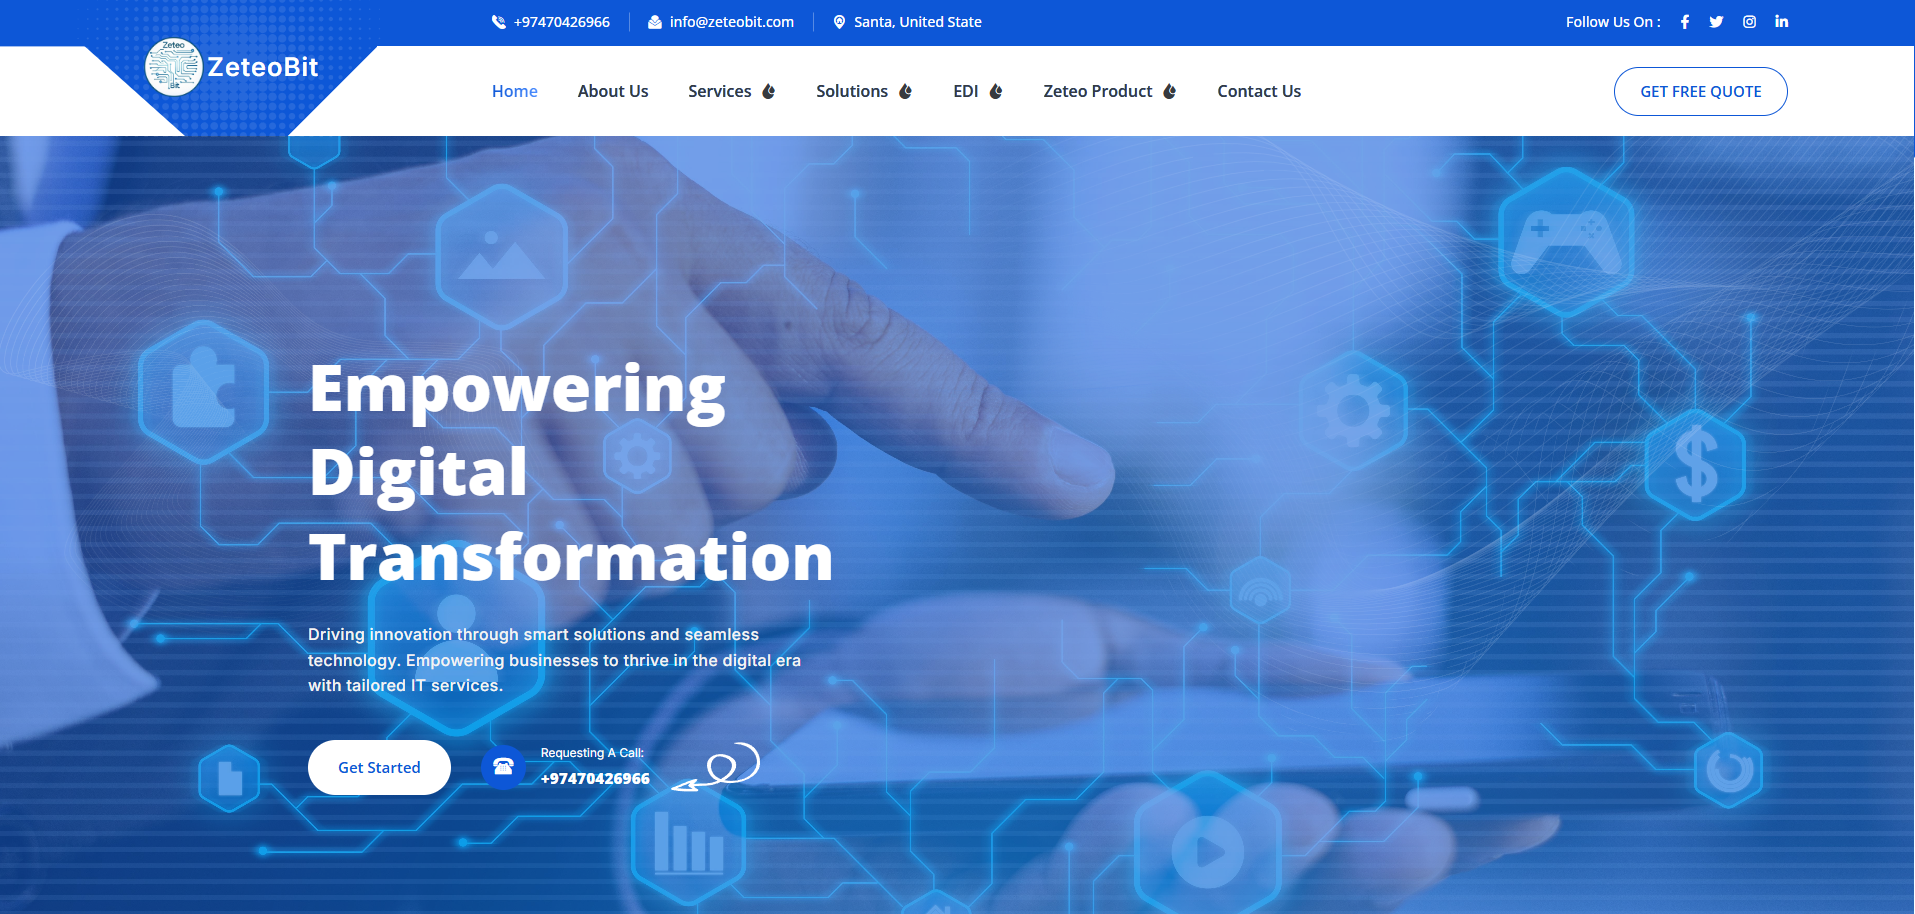 +97470426966
info@zeteobit.com
Santa, United State
Follow Us On :
Zeteo
Bit
ZeteoBit
Home
About Us
Services
Solutions
EDI
Zeteo Product
Contact Us
GET FREE QUOTE
Empowering
Digital
Transformation
Driving innovation through smart solutions and seamless
technology. Empowering businesses to thrive in the digital era
with tailored IT services.
Get Started
Requesting A Call:
+97470426966